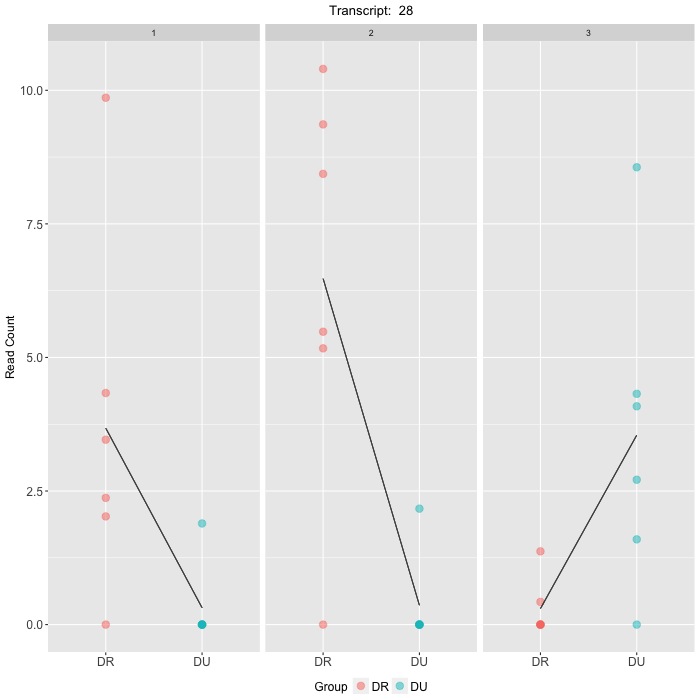 Transcript:  28
1 2 3
Read Count
10.0
7.5
5.0
2.5
0.0
DR DU DR DU DR DU
Group DR DU